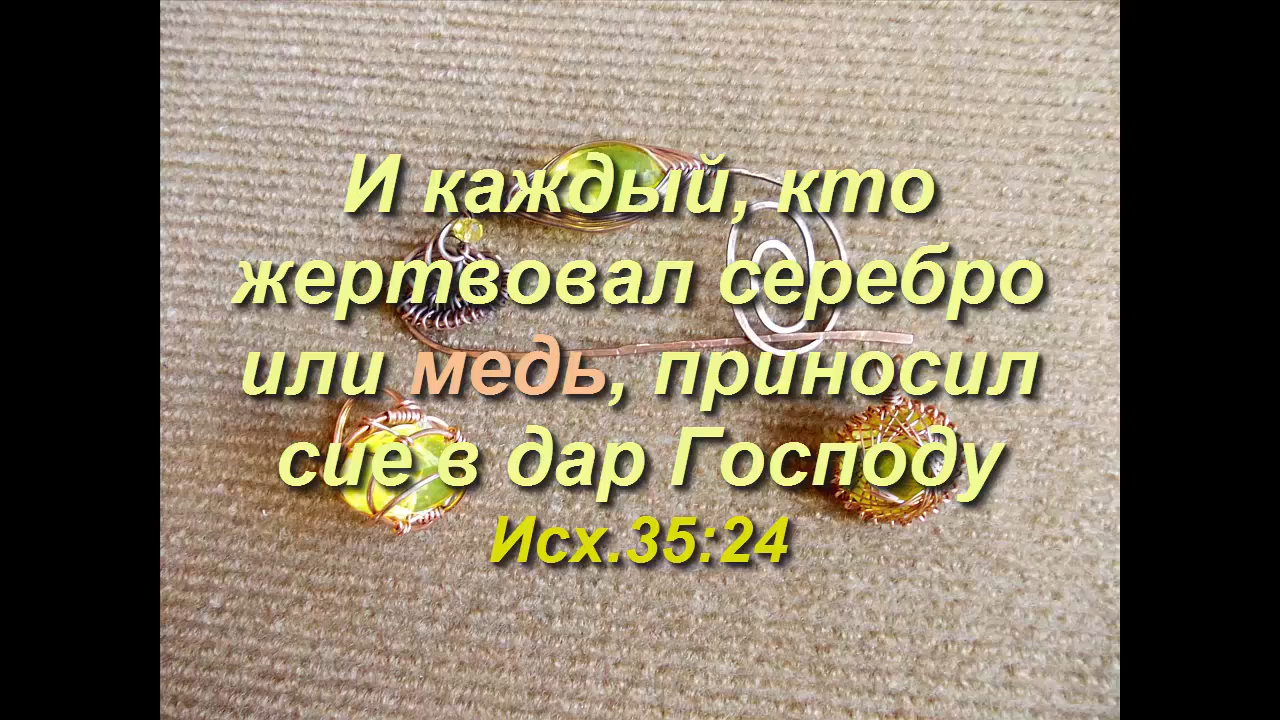 И каждый, кто
жертвовал серебро
или медь, приносил
сие в дар Господу
Исх.35:24